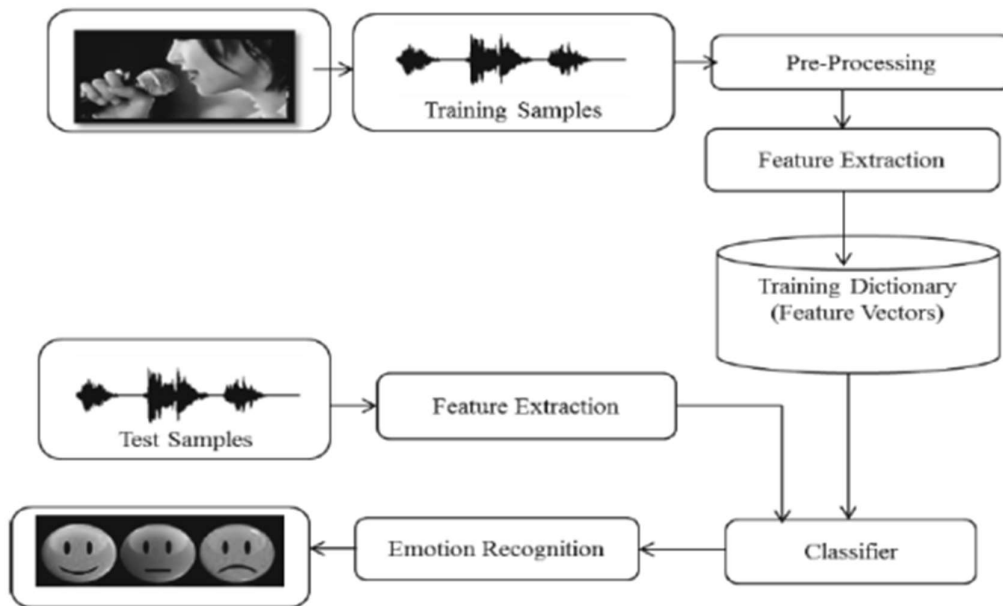 Training Samples
Pre-Processing
Feature Extraction
Training Dictionary
(Feature Vectors)
Test Samples
Feature Extraction
Emotion Recognition
Classifier